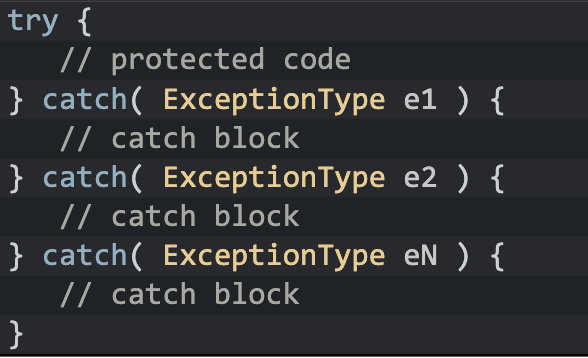 try {
   // protected code
} catch( ExceptionType e1 ) {
   // catch block
} catch( ExceptionType e2 ) {
   // catch block
} catch( ExceptionType eN ) {
   // catch block
}